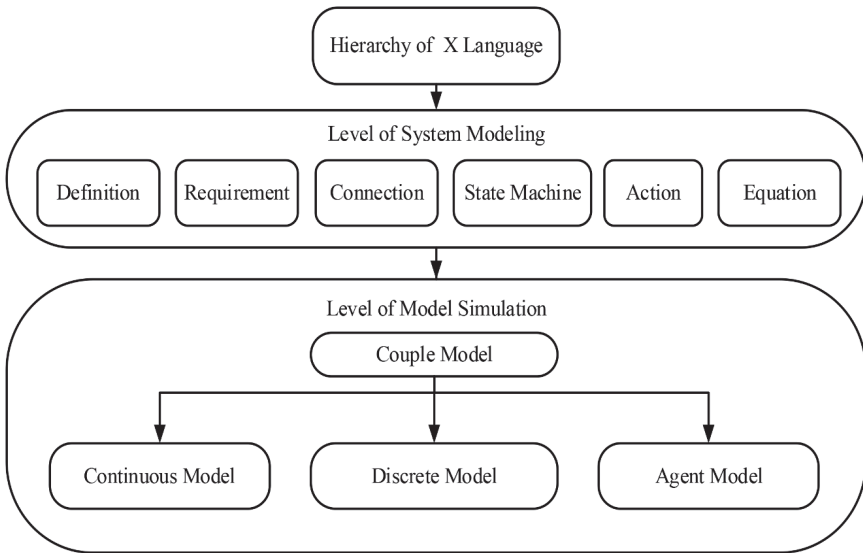 Hierarchy of X Language
Level of System Modeling
Definition
Requirement
Connection
State Machine
Action
Equation
Level of Model Simulation
Couple Model
Continuous Model
Discrete Model
Agent Model